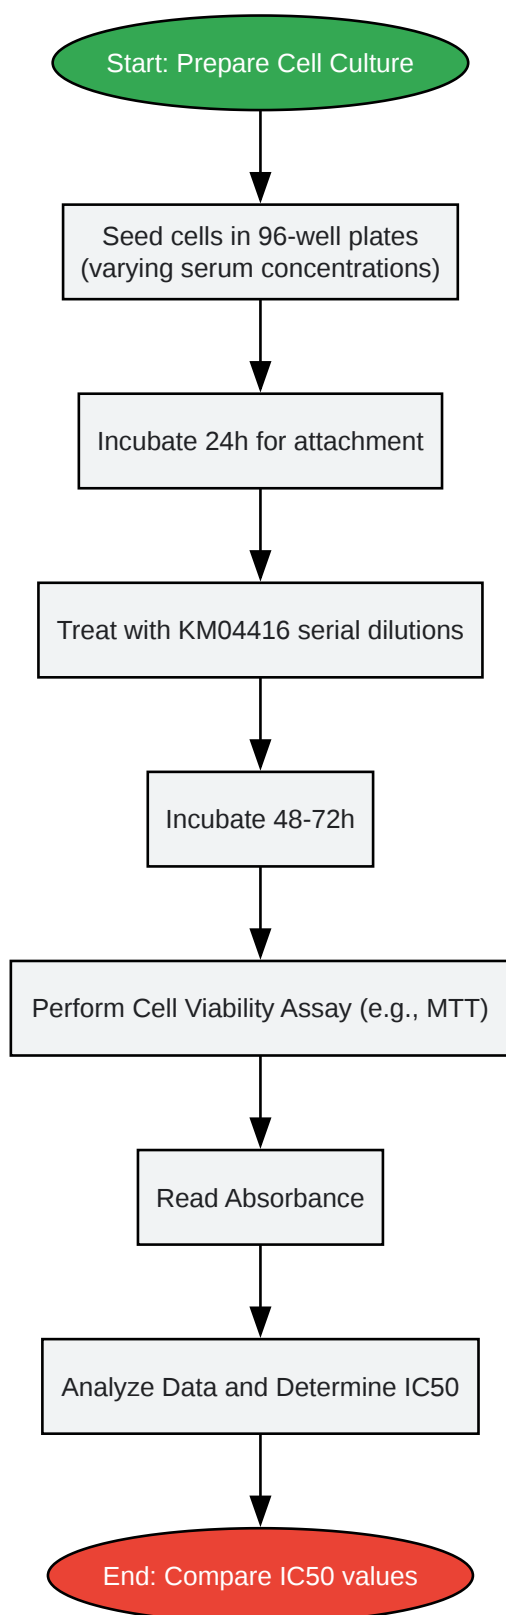 Start: Prepare Cell Culture
Seed cells in 96-well plates
(varying serum concentrations)
Incubate 24h for attachment
Treat with KM04416 serial dilutions
Incubate 48-72h
Perform Cell Viability Assay (e.g., MTT)
Read Absorbance
Analyze Data and Determine IC50
End: Compare IC50 values